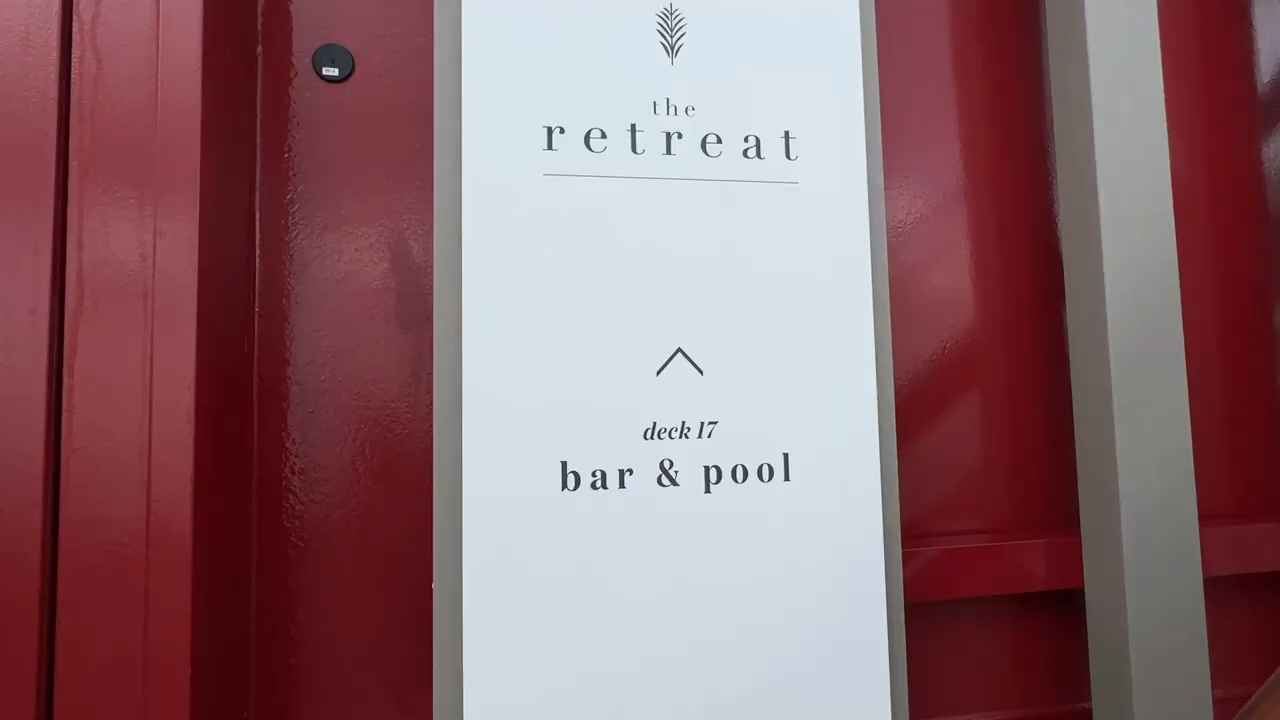 the
retreat
deck 17
bar & pool